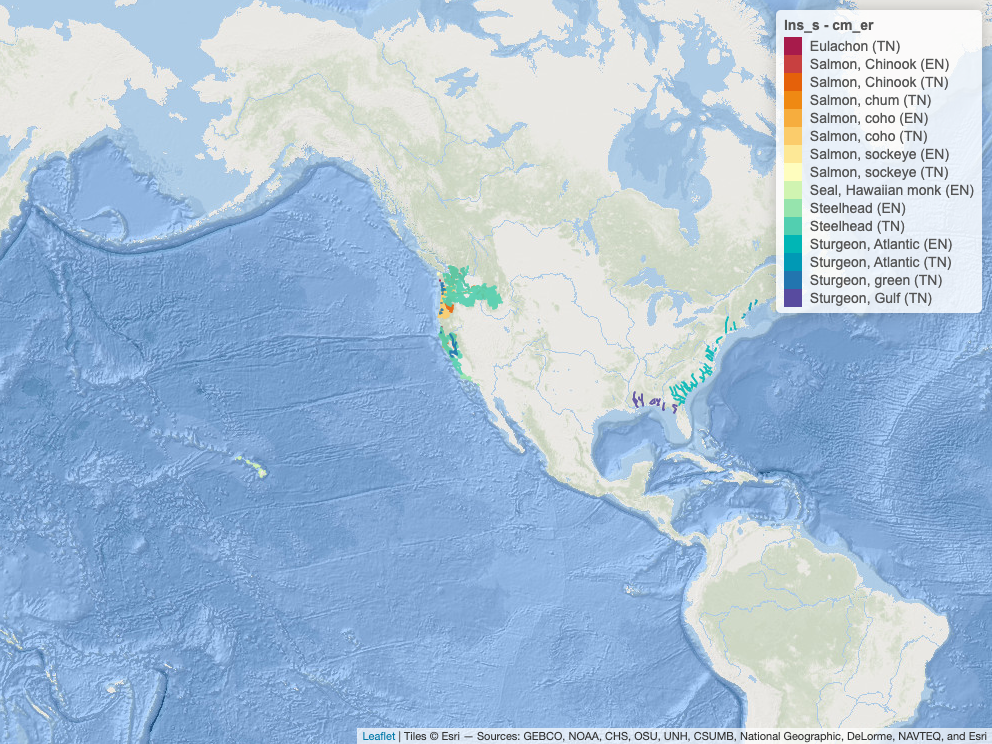 lns_s - cm_er
Eulachon (TN)
Salmon, Chinook (EN)
Salmon, Chinook (TN)
Salmon, chum (TN)
Salmon, coho (EN)
Salmon, coho (TN)
Salmon, sockeye (EN)
Salmon, sockeye (TN)
Seal, Hawaiian monk (EN)
Steelhead (EN)
Steelhead (TN)
Sturgeon, Atlantic (EN)
Sturgeon, Atlantic (TN)
Sturgeon, green (TN)
Sturgeon, Gulf (TN)
Leaflet | Tiles © Esri — Sources: GEBCO, NOAA, CHS, OSU, UNH, CSUMB, National Geographic, DeLorme, NAVTEQ, and Esri